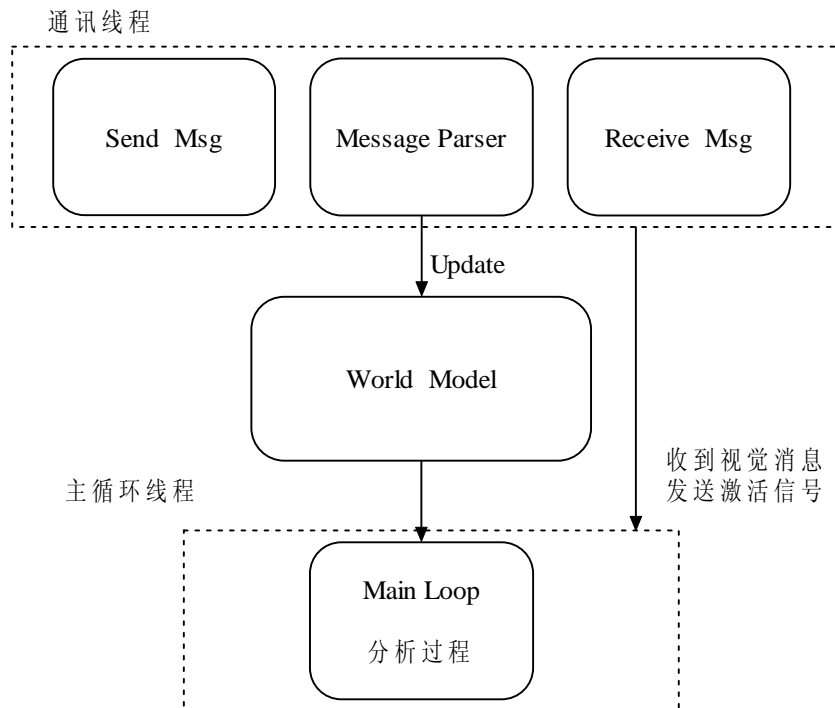 通讯线程
Send Msg
Message Parser
Receive Msg
Update
World Model
收到视觉消息
发送激活信号
主循环线程
Main Loop
分析过程